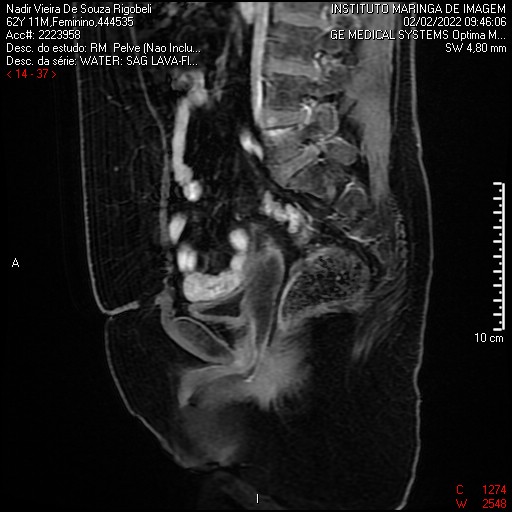 Nadir Vieira De Souza Rigobeli
62Y 11M,Feminino,444535
Acc#: 2223958
Desc. do estudo: RM Pelve (Nao Inclu...
Desc. da série: WATER: SAG LAVA-Fl...
< 14 - 37 >
INSTITUTO MARINGA DE IMAGEM
02/02/2022 09:46:06
GE MEDICAL SYSTEMS Optima M...
SW 4,80 mm
A
10 cm
I
C 1274
W 2548